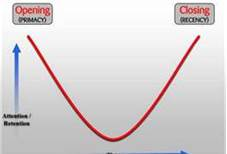 Opening
(PRIMACY)
Closing
(RECENCY)
Attention /
Retention